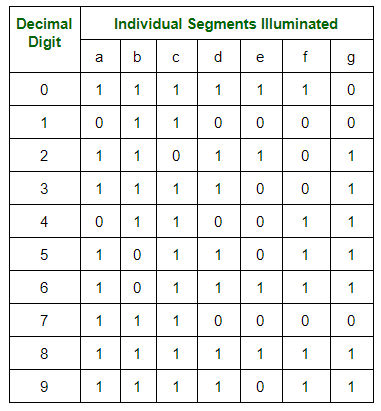 Decimal Digit Individual Segments Illuminated
a b c d e f g
0 1 1 1 1 1 1 0
1 0 1 1 0 0 0 0
2 1 1 0 1 1 0 1
3 1 1 1 1 0 0 1
4 0 1 1 0 0 1 1
5 1 0 1 1 0 1 1
6 1 0 1 1 1 1 1
7 1 1 1 0 0 0 0
8 1 1 1 1 1 1 1
9 1 1 1 1 0 1 1